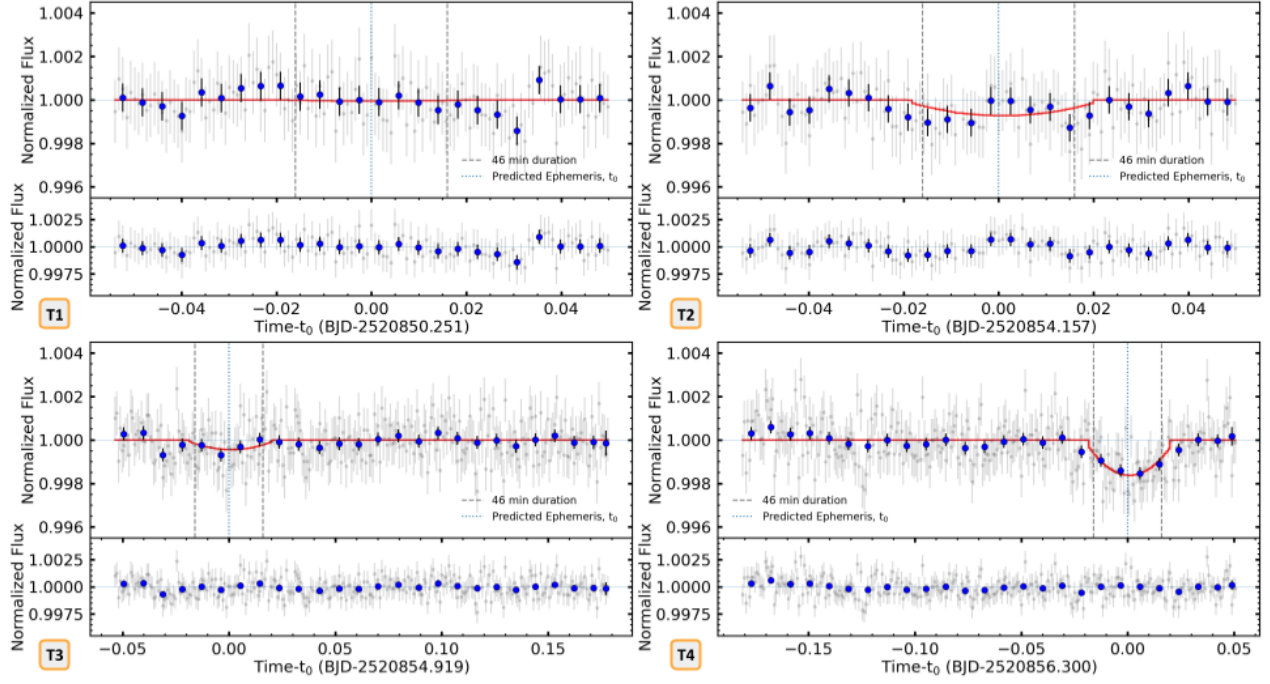 1.004
1.002
1.000
0.998
0.996
Normalized Flux
46 min duration
Predicted Ephemeris, t₀
1.0025
1.0000
0.9975
Normalized Flux
−0.04 −0.02 0.00 0.02 0.04
Time-t₀ (BJD-2520850.251)
T1
1.004
1.002
1.000
0.998
0.996
Normalized Flux
46 min duration
Predicted Ephemeris, t₀
1.0025
1.0000
0.9975
Normalized Flux
−0.04 −0.02 0.00 0.02 0.04
Time-t₀ (BJD-2520854.157)
T2
1.004
1.002
1.000
0.998
0.996
Normalized Flux
46 min duration
Predicted Ephemeris, t₀
1.0025
1.0000
0.9975
Normalized Flux
−0.05 0.00 0.05 0.10 0.15
Time-t₀ (BJD-2520854.919)
T3
1.004
1.002
1.000
0.998
0.996
Normalized Flux
46 min duration
Predicted Ephemeris, t₀
1.0025
1.0000
0.9975
Normalized Flux
−0.15 −0.10 −0.05 0.00 0.05
Time-t₀ (BJD-2520856.300)
T4